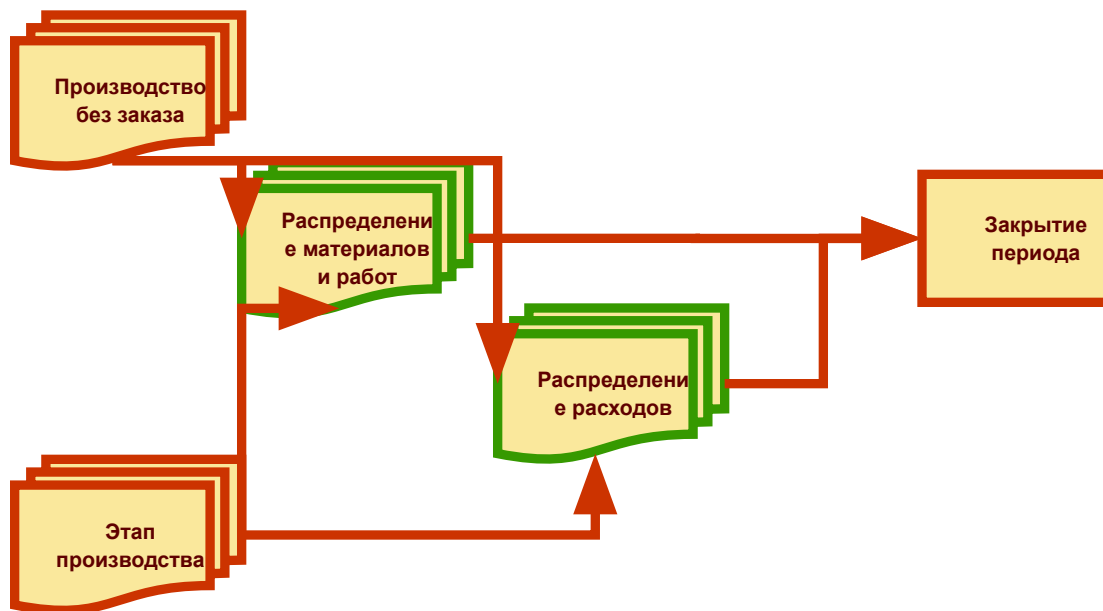 Производство
без заказа
Распределени
е материалов
и работ
Закрытие
периода
Распределени
е расходов
Этап
производства